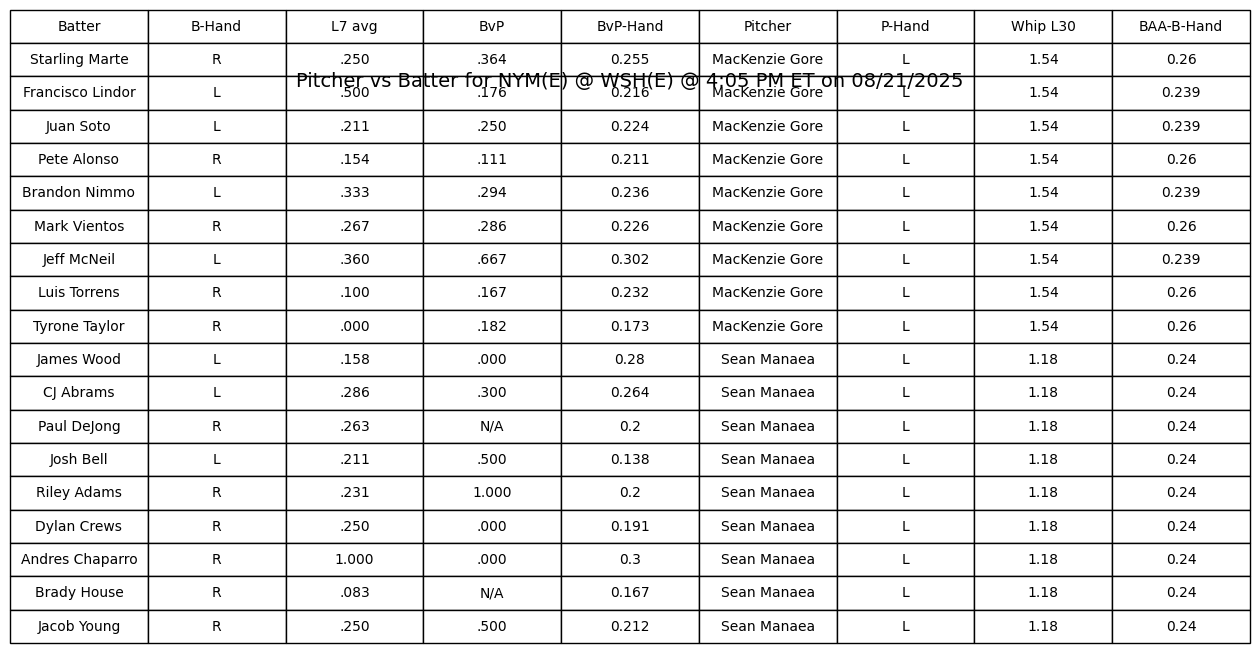 Batter B-Hand L7 avg BvP BvP-Hand Pitcher P-Hand Whip L30 BAA-B-Hand
Starling Marte R .250 .364 0.255 MacKenzie Gore L 1.54 0.26
Pitcher vs Batter for NYM(E) @ WSH(E) @ 4:05 PM ET on 08/21/2025
Francisco Lindor L .500 .176 0.216 MacKenzie Gore L 1.54 0.239
Juan Soto L .211 .250 0.224 MacKenzie Gore L 1.54 0.239
Pete Alonso R .154 .111 0.211 MacKenzie Gore L 1.54 0.26
Brandon Nimmo L .333 .294 0.236 MacKenzie Gore L 1.54 0.239
Mark Vientos R .267 .286 0.226 MacKenzie Gore L 1.54 0.26
Jeff McNeil L .360 .667 0.302 MacKenzie Gore L 1.54 0.239
Luis Torrens R .100 .167 0.232 MacKenzie Gore L 1.54 0.26
Tyrone Taylor R .000 .182 0.173 MacKenzie Gore L 1.54 0.26
James Wood L .158 .000 0.28 Sean Manaea L 1.18 0.24
CJ Abrams L .286 .300 0.264 Sean Manaea L 1.18 0.24
Paul DeJong R .263 N/A 0.2 Sean Manaea L 1.18 0.24
Josh Bell L .211 .500 0.138 Sean Manaea L 1.18 0.24
Riley Adams R .231 1.000 0.2 Sean Manaea L 1.18 0.24
Dylan Crews R .250 .000 0.191 Sean Manaea L 1.18 0.24
Andres Chaparro R 1.000 .000 0.3 Sean Manaea L 1.18 0.24
Brady House R .083 N/A 0.167 Sean Manaea L 1.18 0.24
Jacob Young R .250 .500 0.212 Sean Manaea L 1.18 0.24